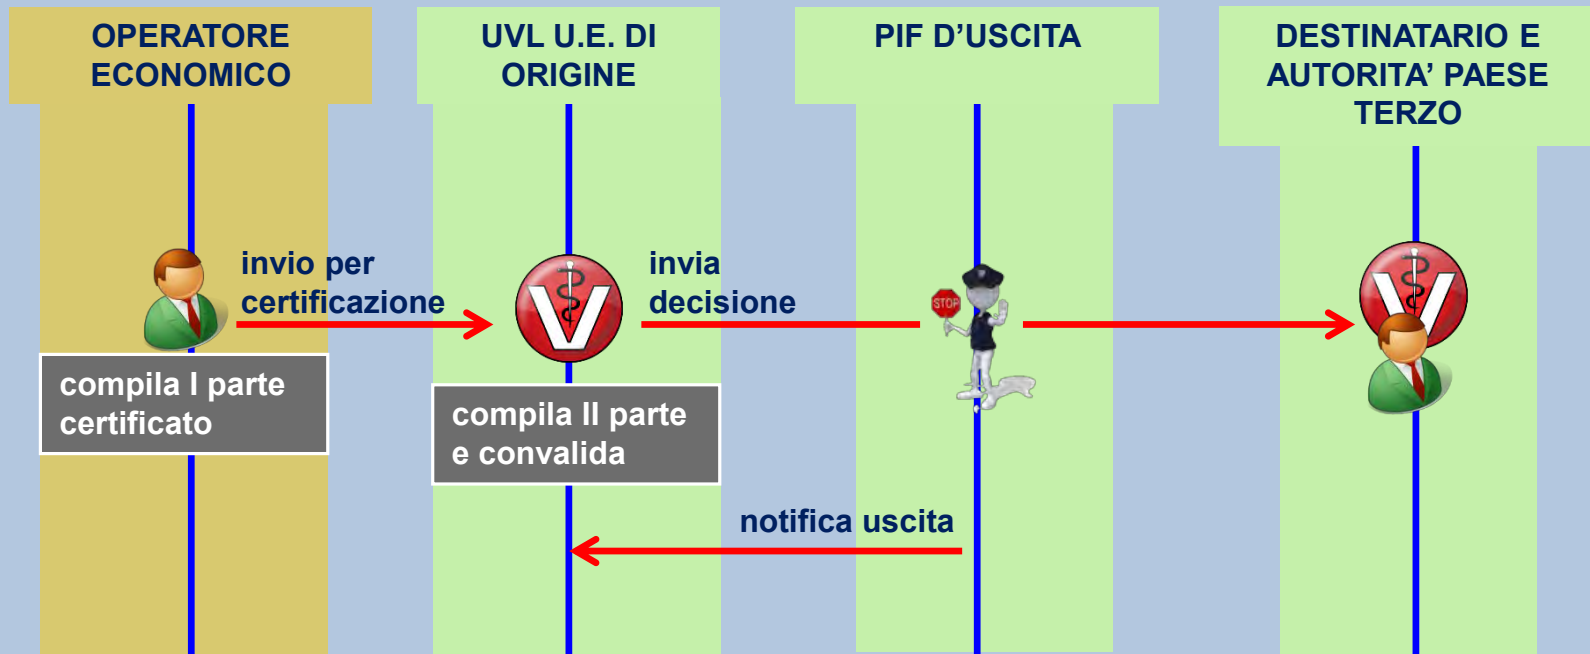 OPERATORE
ECONOMICO
UVL U.E. DI
ORIGINE
PIF D'USCITA
DESTINATARIO E
AUTORITA' PAESE
TERZO
invio per
certificazione
invia
decisione
STOP
compila I parte
certificato
compila II parte
e convalida
notifica uscita